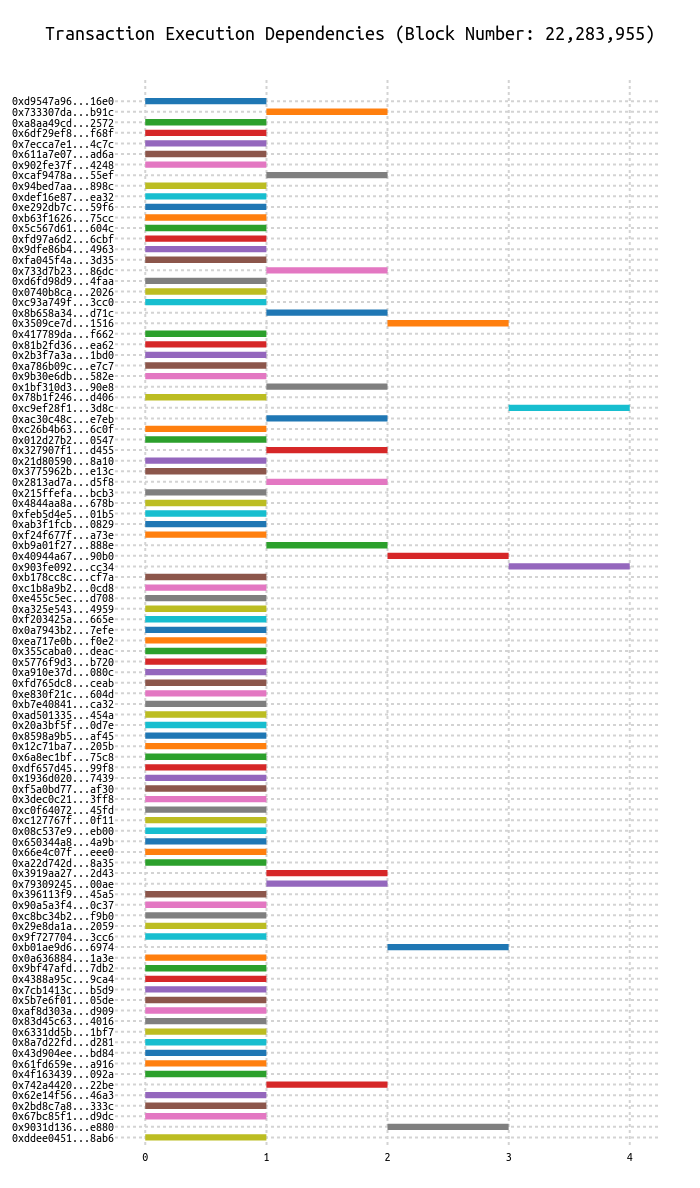 Transaction Execution Dependencies (Block Number: 22,283,955)
0xd9547a96...16e0
0x733307da...b91c
0xa8aa49cd...2572
0x6df29ef8...f68f
0x7ecca7e1...4c7c
0x611a7e07...ad6a
0x902fe37f...4248
0xcaf9478a...55ef
0x94bed7aa...898c
0xdef16e87...ea32
0xe292db7c...59f6
0xb63f1626...75cc
0x5c567d61...604c
0xfd97a6d2...6cbf
0x9dfe86b4...4963
0xfa045f4a...3d35
0x733d7b23...86dc
0xd6fd98d9...4faa
0x0740b8ca...2026
0xc93a749f...3cc0
0x8b658a34...d71c
0x3509ce7d...1516
0x417789da...f662
0x81b2fd36...ea62
0x2b3f7a3a...1bd0
0xa786b09c...e7c7
0x9b30e6db...582e
0x1bf310d3...90e8
0x78b1f246...d406
0xc9ef28f1...3d8c
0xac30c48c...e7eb
0xc26b4b63...6c0f
0x012d27b2...0547
0x327907f1...d455
0x21d80590...8a10
0x3775962b...e13c
0x2813ad7a...d5f8
0x215ffefa...bcb3
0x4844aa8a...678b
0xfeb5d4e5...01b5
0xab3f1fcb...0829
0xf24f677f...a73e
0xb9a01f27...888e
0x40944a67...90b0
0x903fe092...cc34
0xb178cc8c...cf7a
0xc1b8a9b2...0cd8
0xe455c5ec...d708
0xa325e543...4959
0xf203425a...665e
0x0a7943b2...7efe
0xea717e0b...f0e2
0x355caba0...deac
0x5776f9d3...b720
0xa910e37d...080c
0xfd765dc8...ceab
0xe830f21c...604d
0xb7e40841...ca32
0xad501335...454a
0x20a3bf5f...0d7e
0x8598a9b5...af45
0x12c71ba7...205b
0x6a8ec1bf...75c8
0xdf657d45...99f8
0x1936d020...7439
0xf5a0bd77...af30
0x3dec0c21...3ff8
0xc0f64072...45fd
0xc127767f...0f11
0x08c537e9...eb00
0x650344a8...4a9b
0x66e4c07f...eee0
0xa22d742d...8a35
0x3919aa27...2d43
0x79309245...00ae
0x396113f9...45a5
0x90a5a3f4...0c37
0xc8bc34b2...f9b0
0x29e8da1a...2059
0x9f727704...3cc6
0xb01ae9d6...6974
0x0a636884...1a3e
0x9bf47afd...7db2
0x4388a95c...9ca4
0x7cb1413c...b5d9
0x5b7e6f01...05de
0xaf8d303a...d909
0x83d45c63...4016
0x6331dd5b...1bf7
0x8a7d22fd...d281
0x43d904ee...bd84
0x61fd659e...a916
0x4f163439...092a
0x742a4420...22be
0x62e14f56...46a3
0x2bd8c7a8...333c
0x67bc85f1...d9dc
0x9031d136...e880
0xddee0451...8ab6
0 1 2 3 4